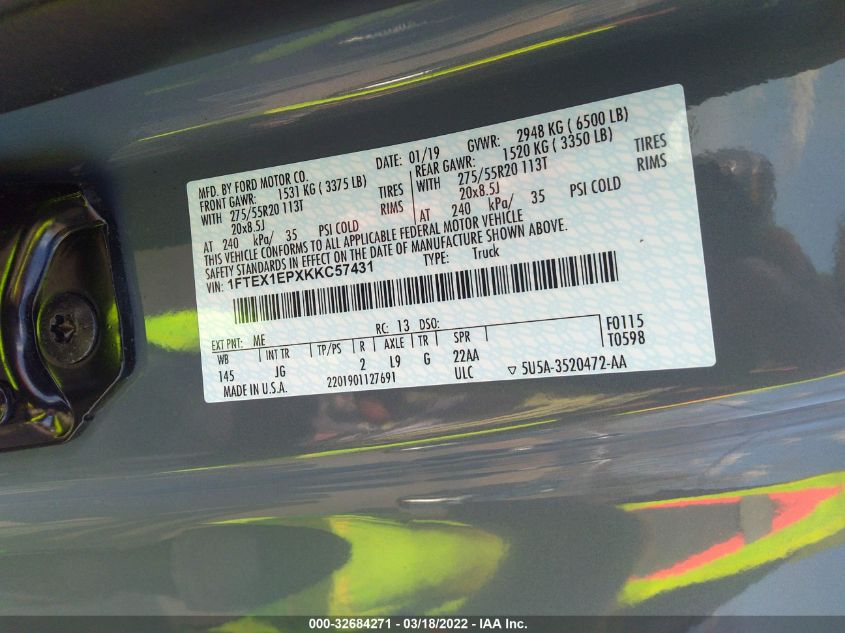 MFD. BY FORD MOTOR CO. DATE: 01/19 GVWR: 2948 KG ( 6500 LB)
FRONT GAWR: 1531 KG ( 3375 LB) REAR GAWR: 1520 KG ( 3350 LB)
WITH 275/55R20 113T TIRES WITH 275/55R20 113T TIRES
20x8.5J RIMS 20x8.5J RIMS
AT 240 kPa/ 35 PSI COLD AT 240 kPa/ 35 PSI COLD
THIS VEHICLE CONFORMS TO ALL APPLICABLE FEDERAL MOTOR VEHICLE
SAFETY STANDARDS IN EFFECT ON THE DATE OF MANUFACTURE SHOWN ABOVE.
VIN: 1FTEX1EPXKKC57431 TYPE: Truck
EXT PNT: ME RC: 13 DSO: F0115
WB INT TR TP/PS R AXLE TR SPR T0598
145 JG 2 L9 G 22AA
MADE IN U.S.A. 2201901127691 ULC ▽ 5U5A-3520472-AA
000-32684271 - 03/18/2022 - IAA Inc.